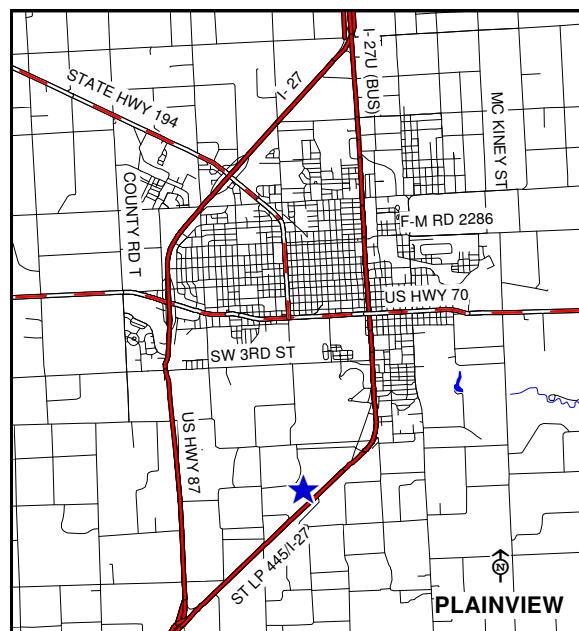 I- 27
I- 27U (BUS)
STATE HWY 194
MC KINEY ST
COUNTY RD T
F-M RD 2286
US HWY 70
SW 3RD ST
US HWY 87
ST LP 445/I-27
N
PLAINVIEW